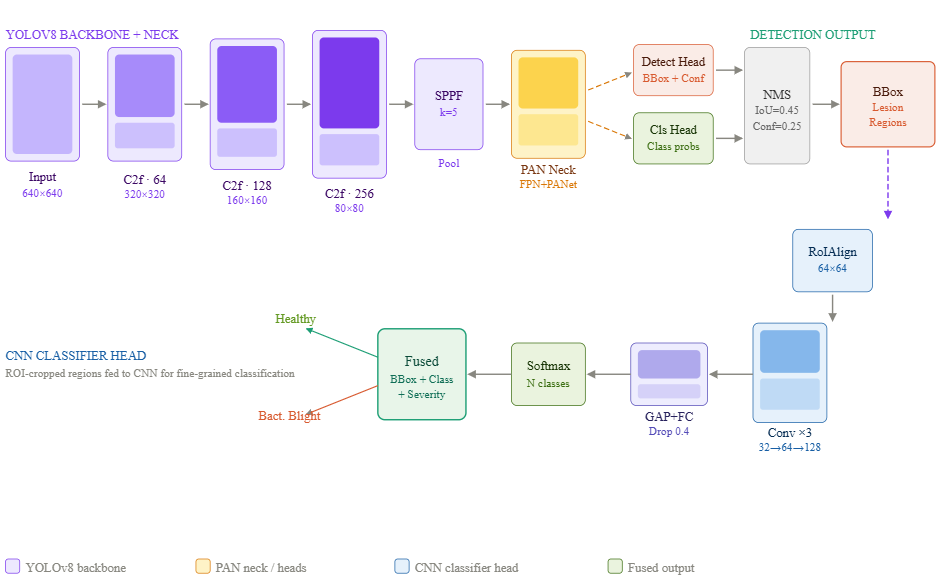 YOLOV8 BACKBONE + NECK
DETECTION OUTPUT
Input
640×640
C2f · 64
320×320
C2f · 128
160×160
C2f · 256
80×80
SPPF
k=5
Pool
PAN Neck
FPN+PANet
Detect Head
BBox + Conf
Cls Head
Class probs
NMS
IoU=0.45
Conf=0.25
BBox
Lesion
Regions
RoIAlign
64×64
Conv ×3
32→64→128
GAP+FC
Drop 0.4
Softmax
N classes
Fused
BBox + Class
+ Severity
Healthy
Bact. Blight
CNN CLASSIFIER HEAD
ROI-cropped regions fed to CNN for fine-grained classification
YOLOv8 backbone
PAN neck / heads
CNN classifier head
Fused output